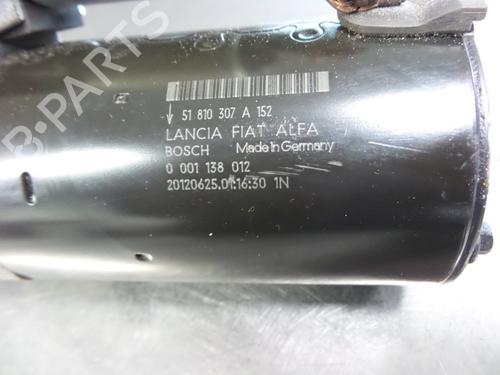 51 810 307 A 152
LANCIA FIAT ALFA
BOSCH Made in Germany
0 001 138 012
20120625.01:16:30 1N
B-PARTS